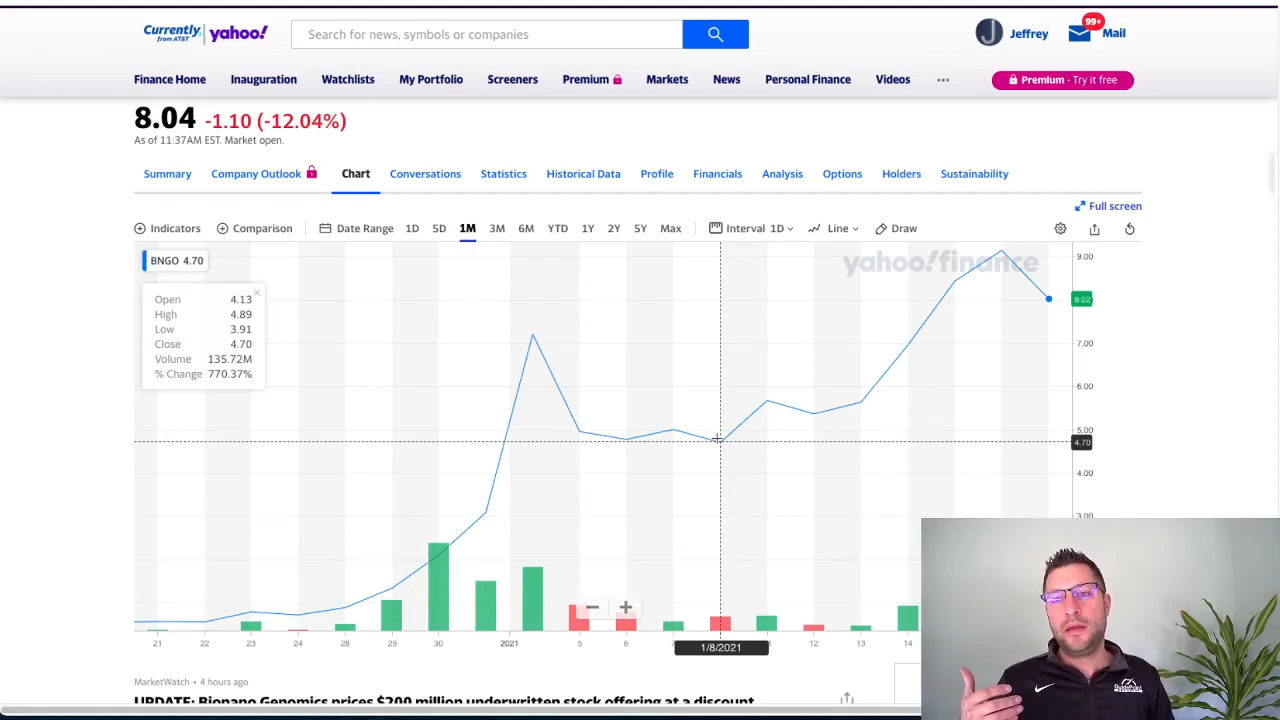 Currently, yahoo!
from AT&T
Search for news, symbols or companies
Jeffrey
99+
Mail
Finance Home Inauguration Watchlists My Portfolio Screeners Premium Markets News Personal Finance Videos ... Premium - Try it free
8.04 -1.10 (-12.04%)
As of 11:37AM EST. Market open.
Summary Company Outlook Chart Conversations Statistics Historical Data Profile Financials Analysis Options Holders Sustainability
Full screen
Indicators Comparison Date Range 1D 5D 1M 3M 6M YTD 1Y 2Y 5Y Max Interval 1D Line Draw
BNGO 4.70
yahoo!finance
9.00
Open 4.13
High 4.89
Low 3.91
Close 4.70
Volume 135.72M
% Change 770.37%
8.02
7.00
6.00
5.00
4.70
4.00
3.00
21 22 23 24 28 29 30 2021 5 6 12 13 14
1/8/2021
MarketWatch • 4 hours ago
UPDATE: Bionano Genomics prices $200 million underwritten stock offering at a discount